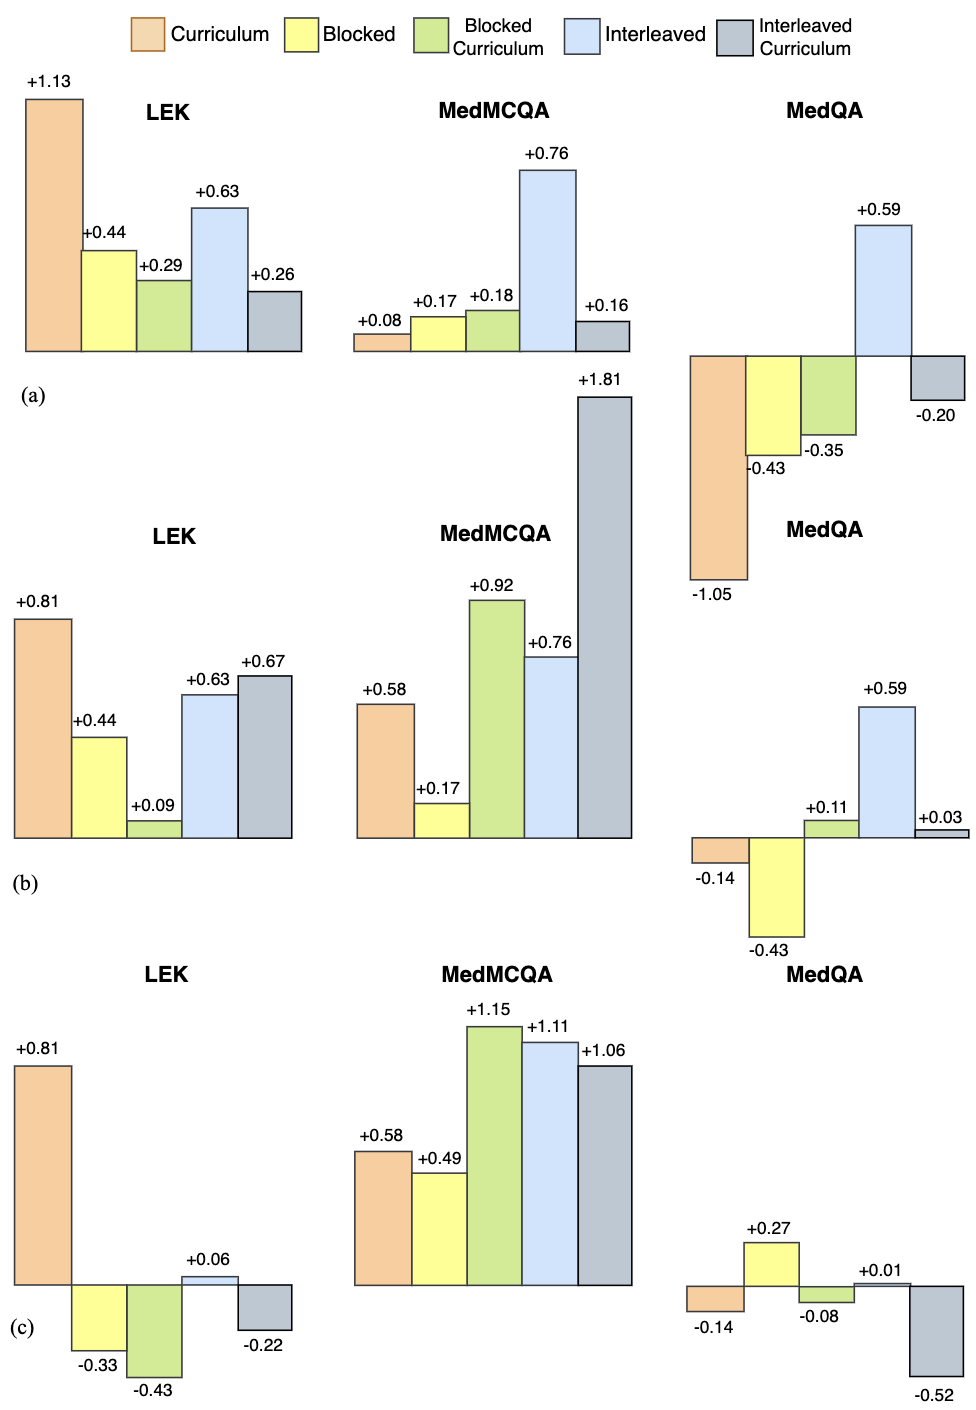 Curriculum
Blocked
Blocked
Curriculum
Interleaved
Interleaved
Curriculum
LEK
+1.13
+0.44
+0.29
+0.63
+0.26
MedMCQA
+0.08
+0.17
+0.18
+0.76
+0.16
MedQA
-1.05
-0.43
-0.35
+0.59
-0.20
(a)
LEK
+0.81
+0.44
+0.09
+0.63
+0.67
MedMCQA
+0.58
+0.17
+0.92
+0.76
+1.81
MedQA
-0.14
-0.43
+0.11
+0.59
+0.03
(b)
LEK
+0.81
-0.33
-0.43
+0.06
-0.22
MedMCQA
+0.58
+0.49
+1.15
+1.11
+1.06
MedQA
-0.14
+0.27
-0.08
+0.01
-0.52
(c)